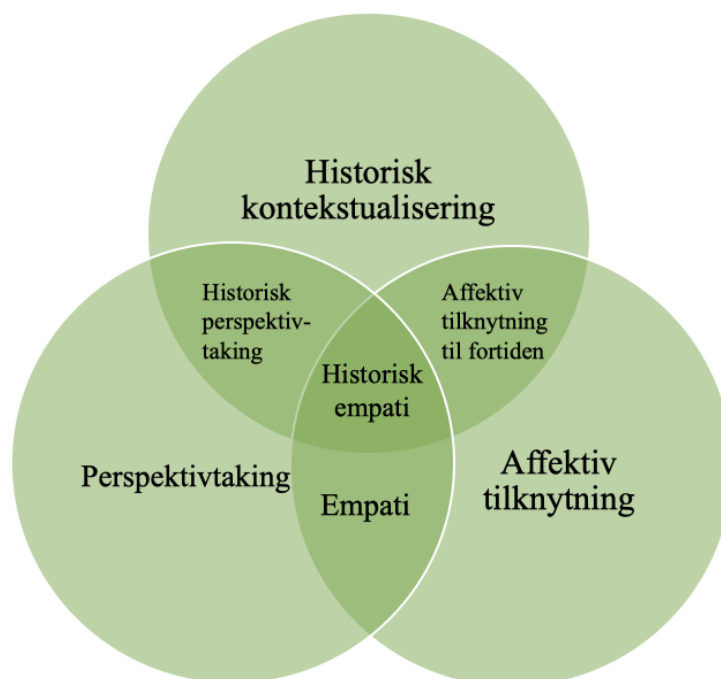 Historisk
kontekstualisering
Historisk
perspektiv-
taking
Affektiv
tilknytning
til fortiden
Historisk
empati
Perspektivtaking
Affektiv
tilknytning
Empati